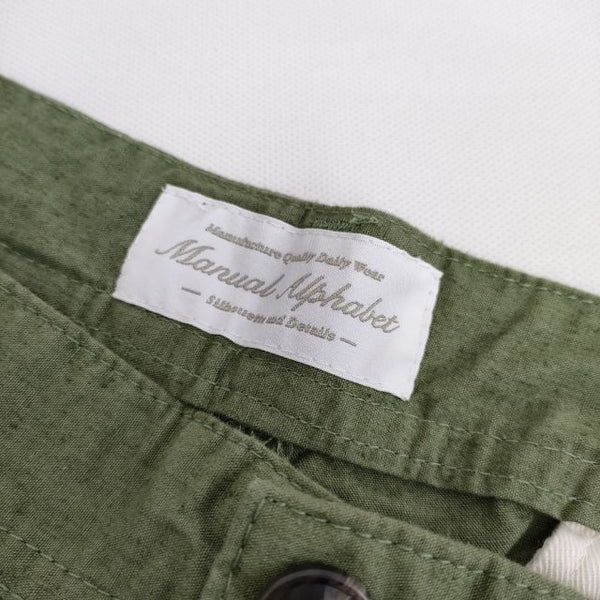 Manufacture Quality Daily Wear
Manual Alphabet
— Silhouette and Details —